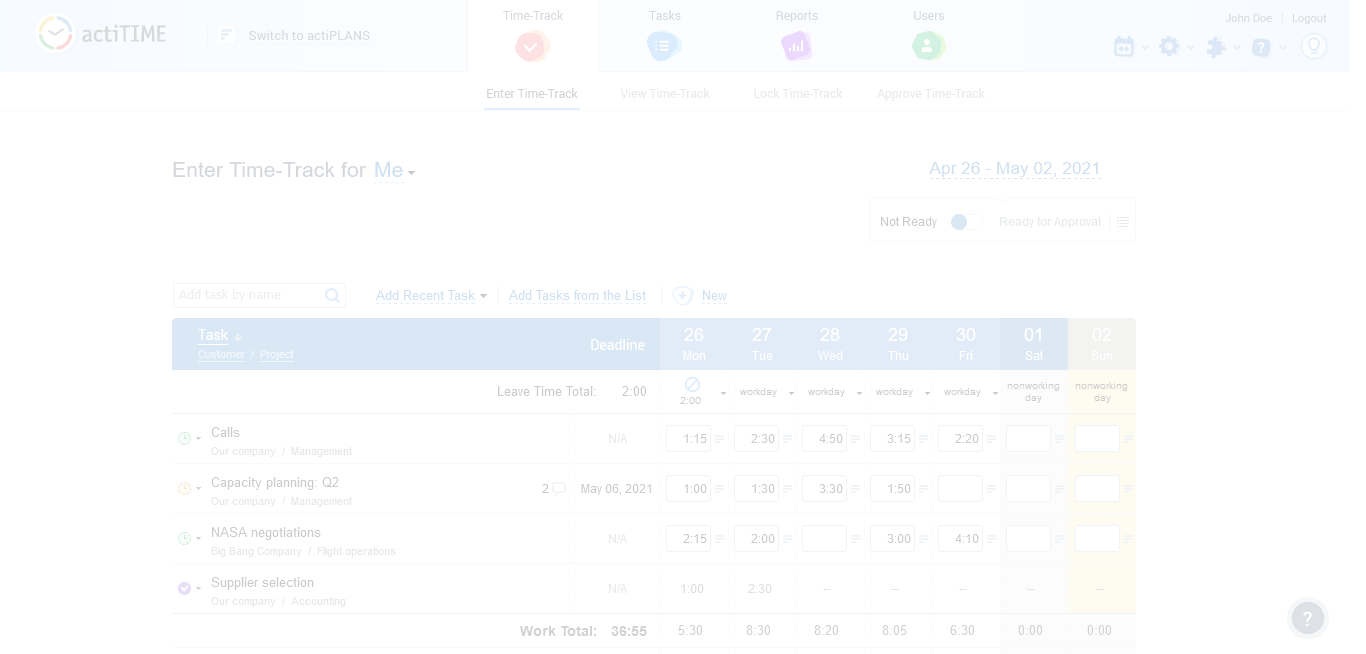 Time-Track Tasks Reports Users
John Doe Logout
actiTIME Switch to actiPLANS
Enter Time-Track View Time-Track Lock Time-Track Approve Time-Track
Enter Time-Track for Me Apr 26 - May 02, 2021
Not Ready Ready for Approval
Add task by name Add Recent Task Add Tasks from the List New
Task ↓ Deadline 26 27 28 29 30 01 02
Customer / Project Mon Tue Wed Thu Fri Sat Sun
Leave Time Total: 2:00 2:00 workday workday workday workday nonworking day nonworking day
Calls N/A 1:15 2:30 4:50 3:15 2:20
Our company / Management
Capacity planning: Q2 2 May 06, 2021 1:00 1:30 3:30 1:50
Our company / Management
NASA negotiations N/A 2:15 2:00 3:00 4:10
Big Bang Company / Flight operations
Supplier selection N/A 1:00 2:30 -- -- -- -- --
Our company / Accounting
Work Total: 36:55 5:30 8:30 8:20 8:05 6:30 0:00 0:00
?